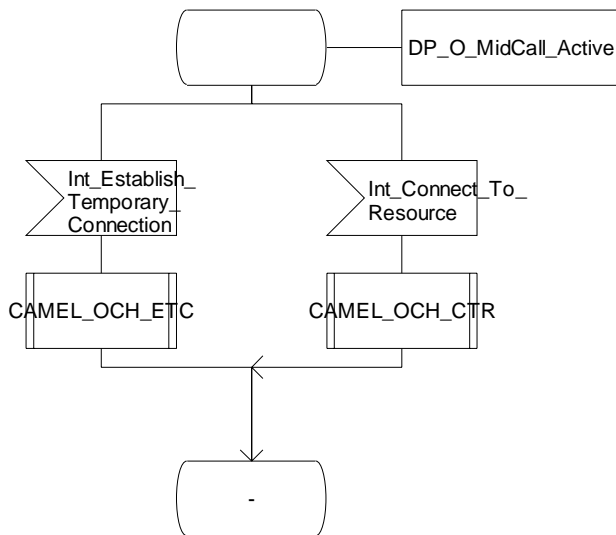 DP_O_MidCall_Active
Int_Establish_
Temporary_
Connection
Int_Connect_To_
Resource
CAMEL_OCH_ETC
CAMEL_OCH_CTR
-